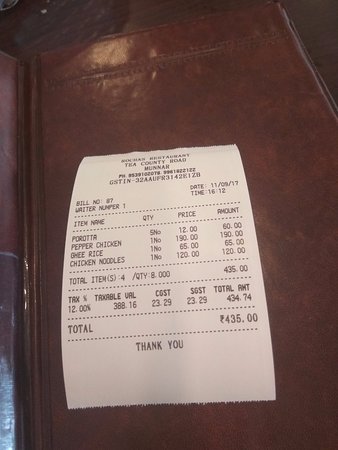 ROCHAS RESTAURANT
TEA COUNTY ROAD
MUNNAR
PH 9539102078 9961822122
GSTIN-32AAUFR3142E1ZB
DATE: 11/09/17
BILL NO: 87 TIME:16:12
WRITER NUMPER 1
ITEM NAME QTY PRICE AMOUNT
POROTTA 5No 12.00 60.00
PEPPER CHICKEN 1No 190.00 190.00
GHEE RICE 1No 65.00 65.00
CHICKEN NOODLES 1No 120.00 120.00
TOTAL ITEM(S):4 /QTY:8.000 435.00
TAX % TAXABLE VAL CGST SGST TOTAL AMT
12.00% 388.16 23.29 23.29 434.74
TOTAL ₹435.00
THANK YOU